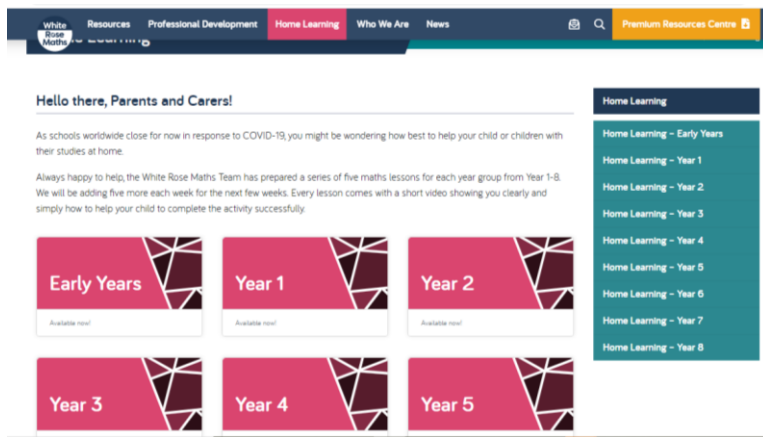 White Rose Maths
Resources
Professional Development
Home Learning
Who We Are
News
Premium Resources Centre
Hello there, Parents and Carers!
As schools worldwide close for now in response to COVID-19, you might be wondering how best to help your child or children with
their studies at home.
Always happy to help, the White Rose Maths Team has prepared a series of five maths lessons for each year group from Year 1-8.
We will be adding five more each week for the next few weeks. Every lesson comes with a short video showing you clearly and
simply how to help your child to complete the activity successfully.
Early Years
Available now!
Year 1
Available now!
Year 2
Available now!
Year 3
Year 4
Year 5
Home Learning
Home Learning – Early Years
Home Learning – Year 1
Home Learning – Year 2
Home Learning – Year 3
Home Learning – Year 4
Home Learning – Year 5
Home Learning – Year 6
Home Learning – Year 7
Home Learning – Year 8